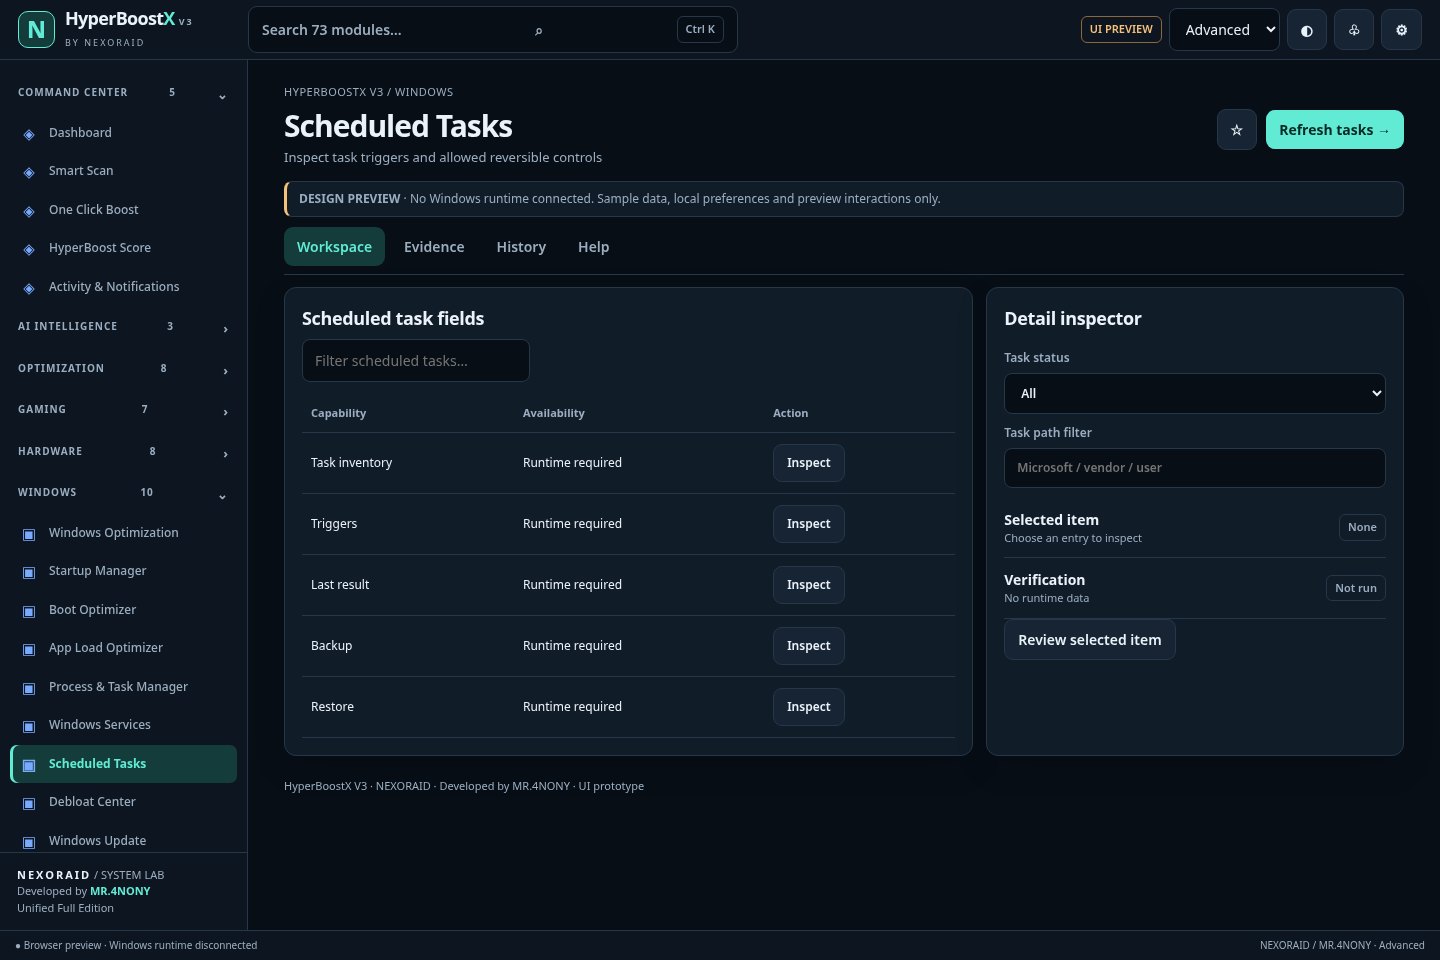 N
HyperBoostX V3
BY NEXORAID
Search 73 modules...
Ctrl K
UI PREVIEW
Advanced
COMMAND CENTER 5
Dashboard
Smart Scan
One Click Boost
HyperBoost Score
Activity & Notifications
AI INTELLIGENCE 3
OPTIMIZATION 8
GAMING 7
HARDWARE 8
WINDOWS 10
Windows Optimization
Startup Manager
Boot Optimizer
App Load Optimizer
Process & Task Manager
Windows Services
Scheduled Tasks
Debloat Center
Windows Update
NEXORAID / SYSTEM LAB
Developed by MR.4NONY
Unified Full Edition
HYPERBOOSTX V3 / WINDOWS
Scheduled Tasks
Inspect task triggers and allowed reversible controls
Refresh tasks →
DESIGN PREVIEW · No Windows runtime connected. Sample data, local preferences and preview interactions only.
Workspace Evidence History Help
Scheduled task fields
Filter scheduled tasks...
Capability Availability Action
Task inventory Runtime required Inspect
Triggers Runtime required Inspect
Last result Runtime required Inspect
Backup Runtime required Inspect
Restore Runtime required Inspect
Detail inspector
Task status
All
Task path filter
Microsoft / vendor / user
Selected item
Choose an entry to inspect
None
Verification
No runtime data
Not run
Review selected item
HyperBoostX V3 · NEXORAID · Developed by MR.4NONY · UI prototype
● Browser preview · Windows runtime disconnected
NEXORAID / MR.4NONY · Advanced